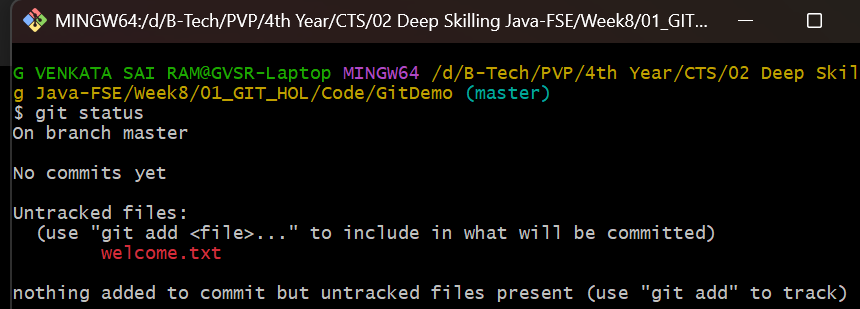 MINGW64:/d/B-Tech/PVP/4th Year/CTS/02 Deep Skilling Java-FSE/Week8/01_GIT...
G VENKATA SAI RAM@GVSR-Laptop MINGW64 /d/B-Tech/PVP/4th Year/CTS/02 Deep Skil
g Java-FSE/Week8/01_GIT_HOL/Code/GitDemo (master)
$ git status
On branch master
No commits yet
Untracked files:
(use "git add <file>..." to include in what will be committed)
welcome.txt
nothing added to commit but untracked files present (use "git add" to track)